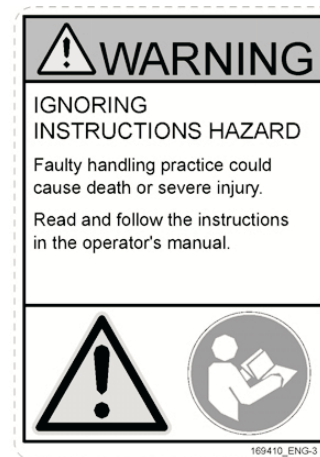 WARNING
IGNORING
INSTRUCTIONS HAZARD
Faulty handling practice could
cause death or severe injury.
Read and follow the instructions
in the operator's manual.
169410_ENG-3